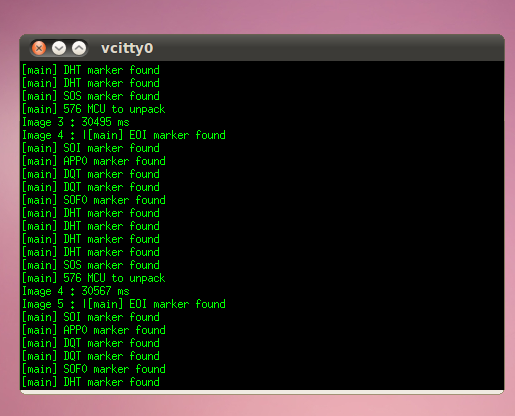 vcitty0
[main] DHT marker found
[main] DHT marker found
[main] SOS marker found
[main] 576 MCU to unpack
Image 3 : 30495 ms
Image 4 : |[main] EOI marker found
[main] SOI marker found
[main] APP0 marker found
[main] DQT marker found
[main] DQT marker found
[main] SOF0 marker found
[main] DHT marker found
[main] DHT marker found
[main] DHT marker found
[main] DHT marker found
[main] SOS marker found
[main] 576 MCU to unpack
Image 4 : 30567 ms
Image 5 : |[main] EOI marker found
[main] SOI marker found
[main] APP0 marker found
[main] DQT marker found
[main] DQT marker found
[main] SOF0 marker found
[main] DHT marker found